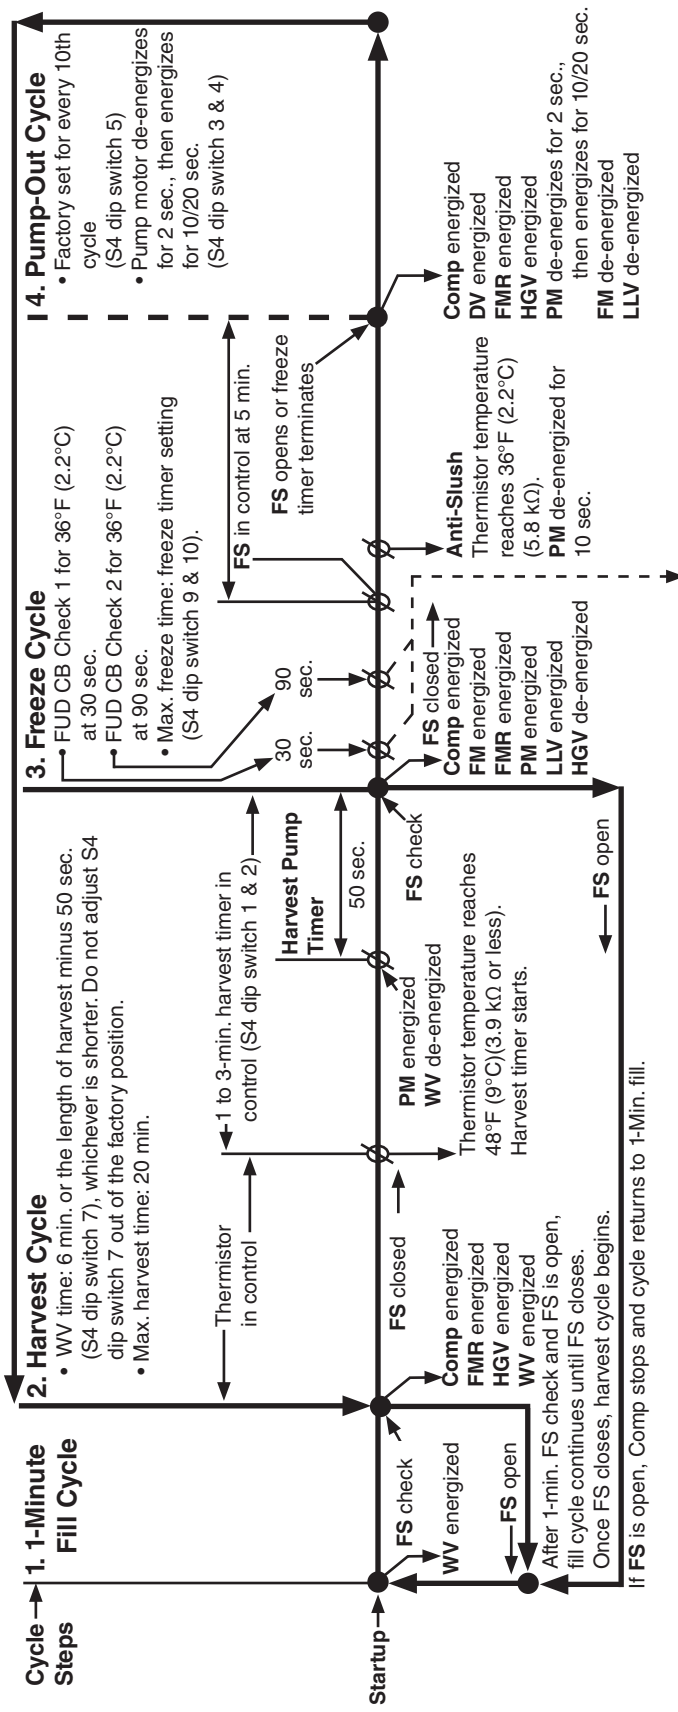 Cycle
Steps
1. 1-Minute
Fill Cycle
2. Harvest Cycle
• WV time: 6 min. or the length of harvest minus 50 sec.
(S4 dip switch 7), whichever is shorter. Do not adjust S4
dip switch 7 out of the factory position.
• Max. harvest time: 20 min.
3. Freeze Cycle
• FUD CB Check 1 for 36°F (2.2°C)
at 30 sec.
• FUD CB Check 2 for 36°F (2.2°C)
at 90 sec.
• Max. freeze time: freeze timer setting
(S4 dip switch 9 & 10).
4. Pump-Out Cycle
• Factory set for every 10th
cycle
(S4 dip switch 5)
• Pump motor de-energizes
for 2 sec., then energizes
for 10/20 sec.
(S4 dip switch 3 & 4)
Thermistor
in control
1 to 3-min. harvest timer in
control (S4 dip switch 1 & 2)
Harvest Pump
Timer
50 sec.
30
sec.
90
sec.
FS in control at 5 min.
FS opens or freeze
timer terminates
Startup
FS check
WV energized
FS open
FS closed
Comp energized
FMR energized
HGV energized
WV energized
After 1-min. FS check and FS is open,
fill cycle continues until FS closes.
Once FS closes, harvest cycle begins.
PM energized
WV de-energized
Thermistor temperature reaches
48°F (9°C)(3.9 kΩ or less).
Harvest timer starts.
FS check
FS closed
Comp energized
FM energized
FMR energized
PM energized
LLV energized
HGV de-energized
FS open
Anti-Slush
Thermistor temperature
reaches 36°F (2.2°C)
(5.8 kΩ).
PM de-energized for
10 sec.
Comp energized
DV energized
FMR energized
HGV energized
PM de-energizes for 2 sec.,
then energizes for 10/20 sec.
FM de-energized
LLV de-energized
If FS is open, Comp stops and cycle returns to 1-Min. fill.